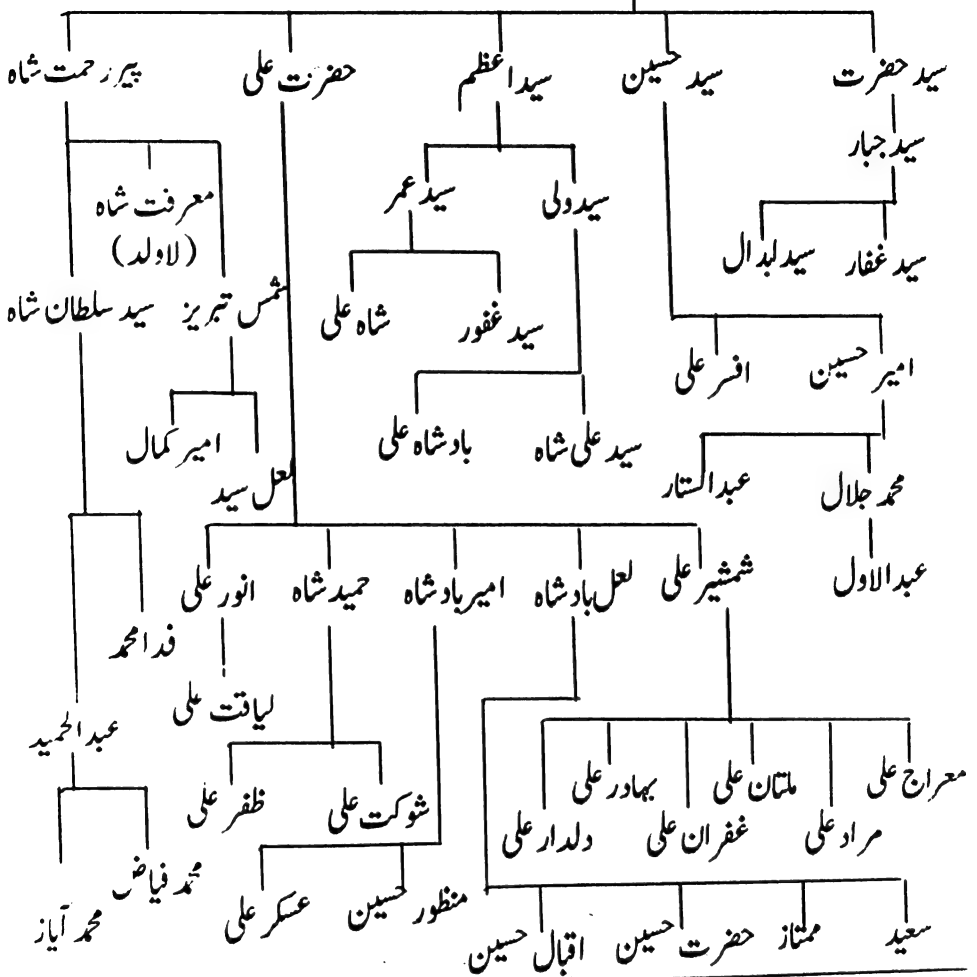 سید حضرت سید حسین سید اعظم حضرت علی پیر رحمت شاہ
سید جبار
سید ولی سید عمر معرفت شاہ
(لاولد)
سید غفار سید لبدال
شمس تبریز سید سلطان شاہ
سید غفور شاہ علی
امیر حسین افسر علی
سید علی شاہ بادشاہ علی امیر کمال
محمد جلال عبدالستار لعل سید
عبدالاول شمشیر علی لعل بادشاہ امیر بادشاہ حمید شاہ انور علی
فدا محمد
لیاقت علی
عبدالحمید
معراج علی ملتان علی بہادر علی شوکت علی ظفر علی
مراد علی غفران علی دلدار علی
محمد فیاض
منظور حسین عسکر علی محمد آیاز
سعید ممتاز حضرت حسین اقبال حسین